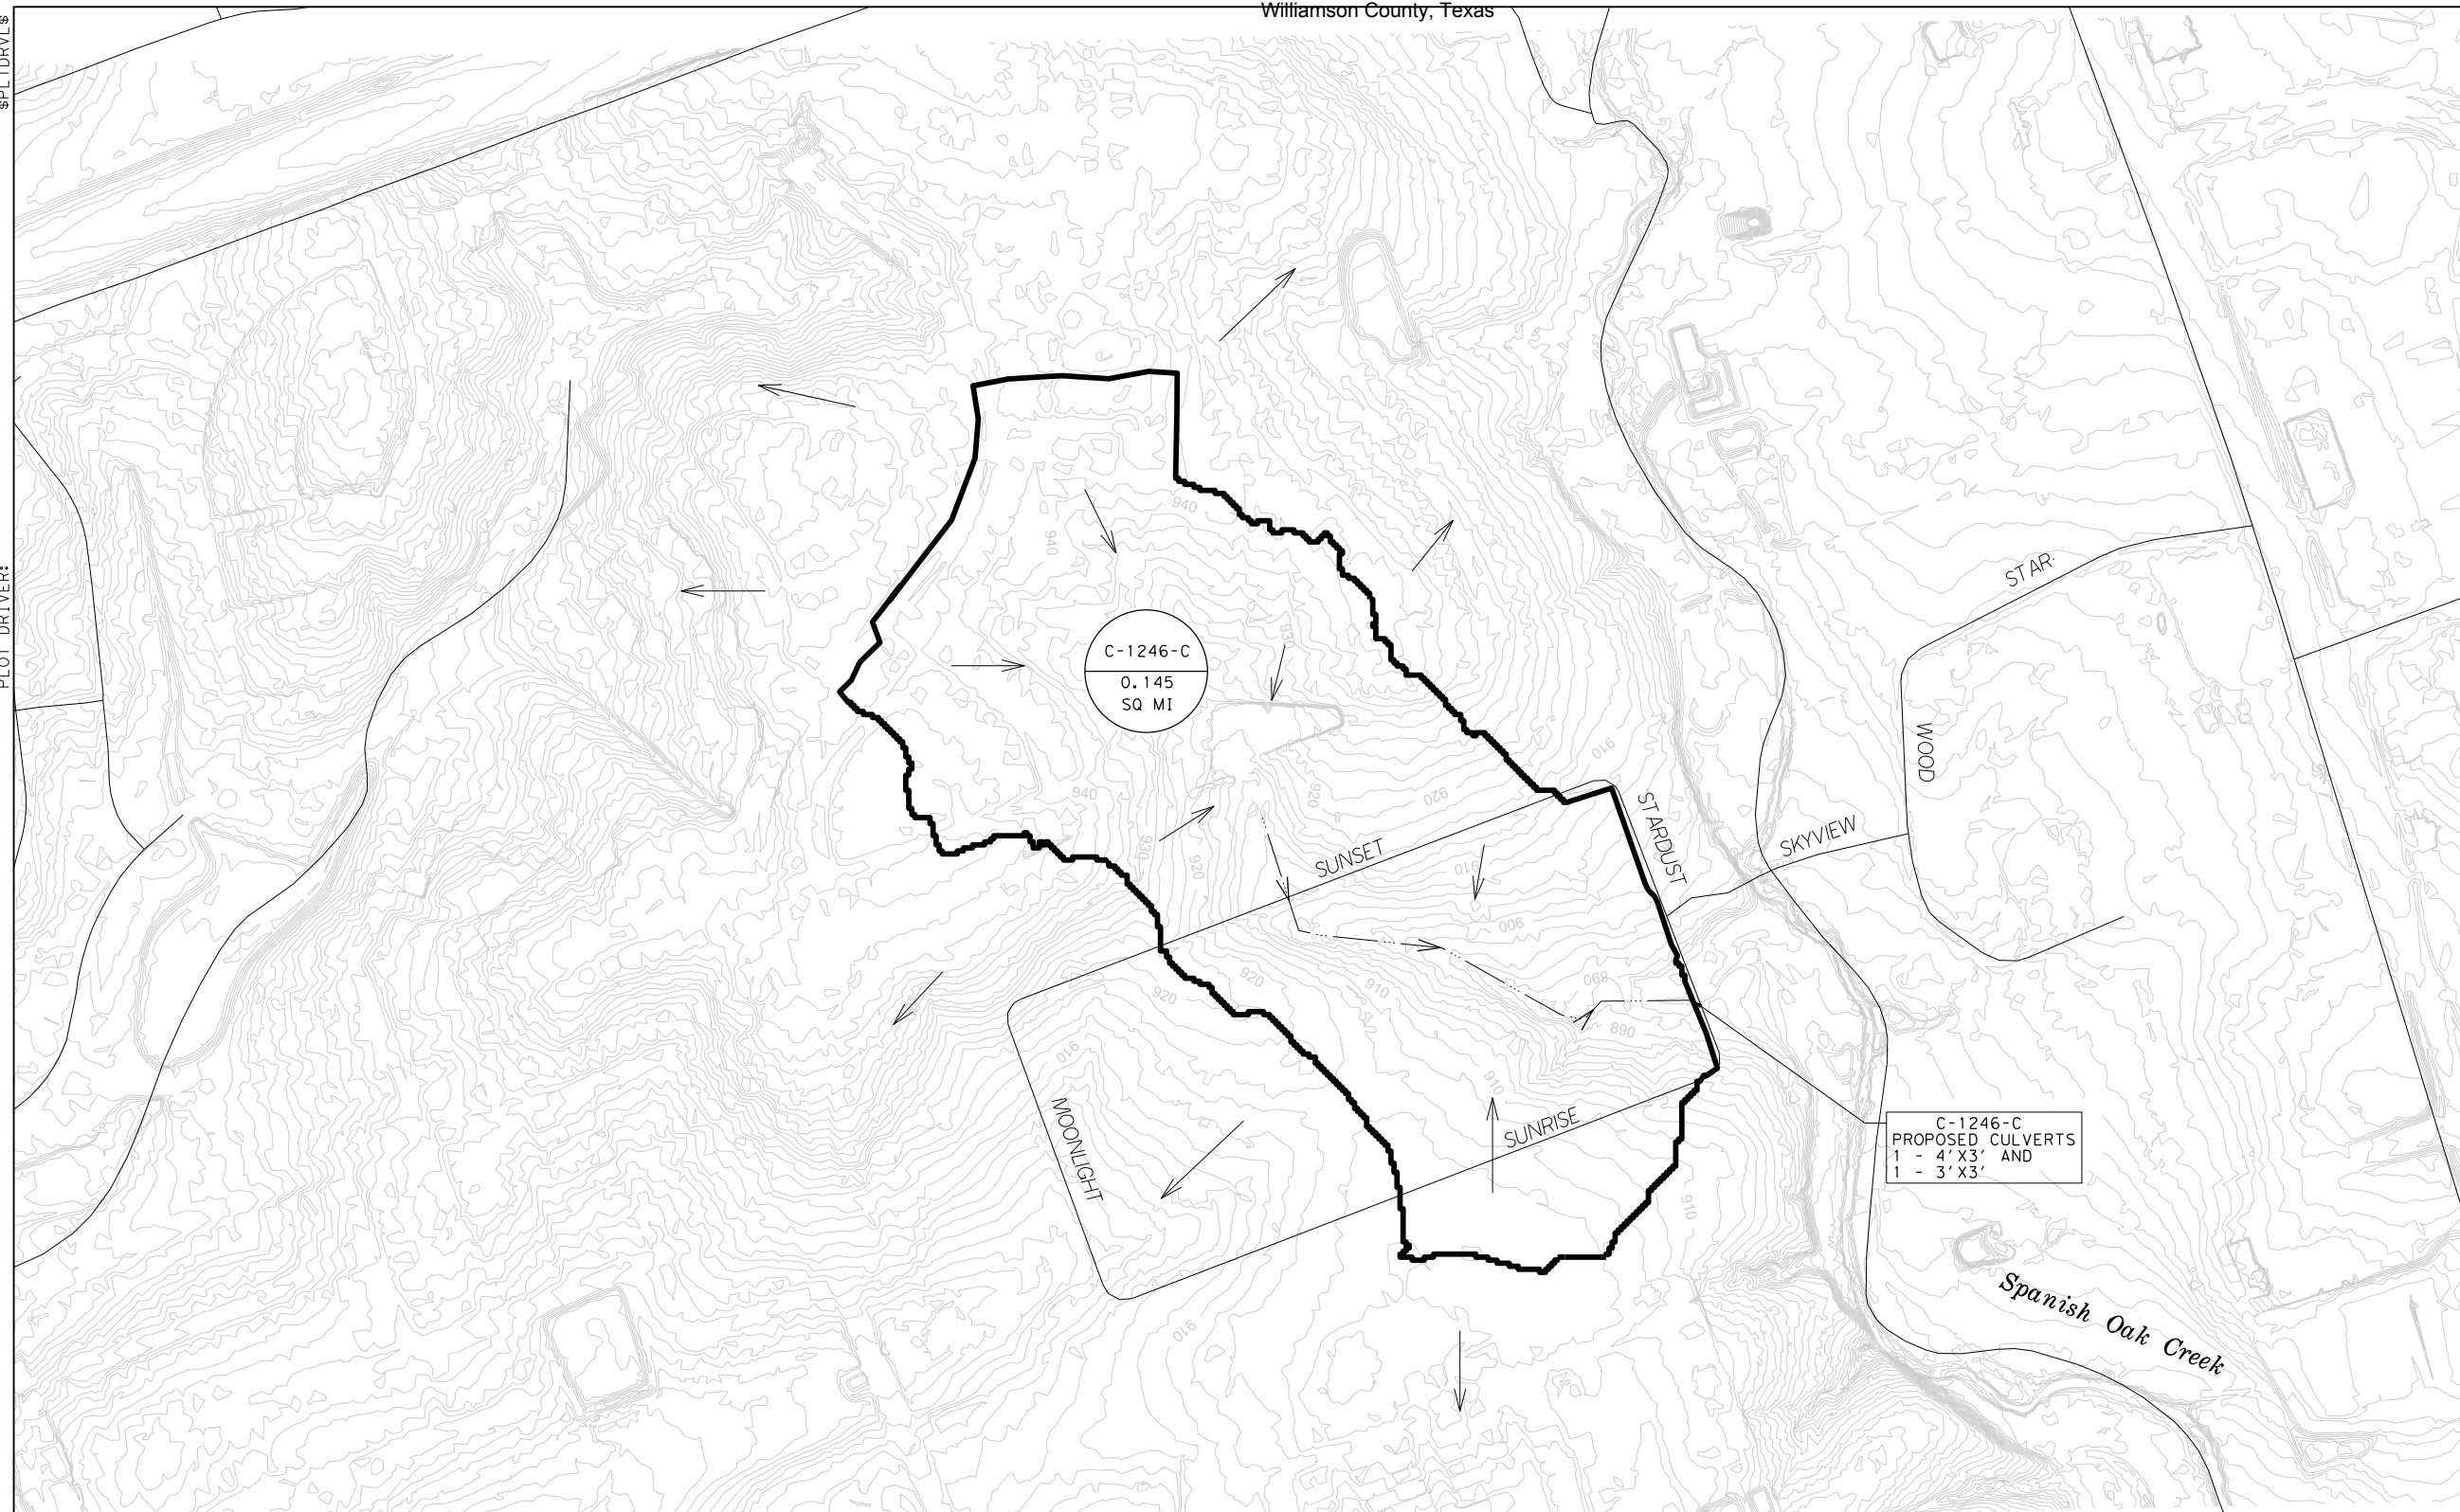 Williamson County, Texas
$PLTDRVL$
PLOT DRIVER:
940
940
930
C-1246-C
0.145
SQ MI
910
STAR
WOOD
940
920
920
STARDUST
SKYVIEW
930
920
SUNSET
910
900
920
920
910
890
890
910
910
MOONLIGHT
SUNRISE
910
910
C-1246-C
PROPOSED CULVERTS
1 - 4'X3' AND
1 - 3'X3'
Spanish Oak Creek